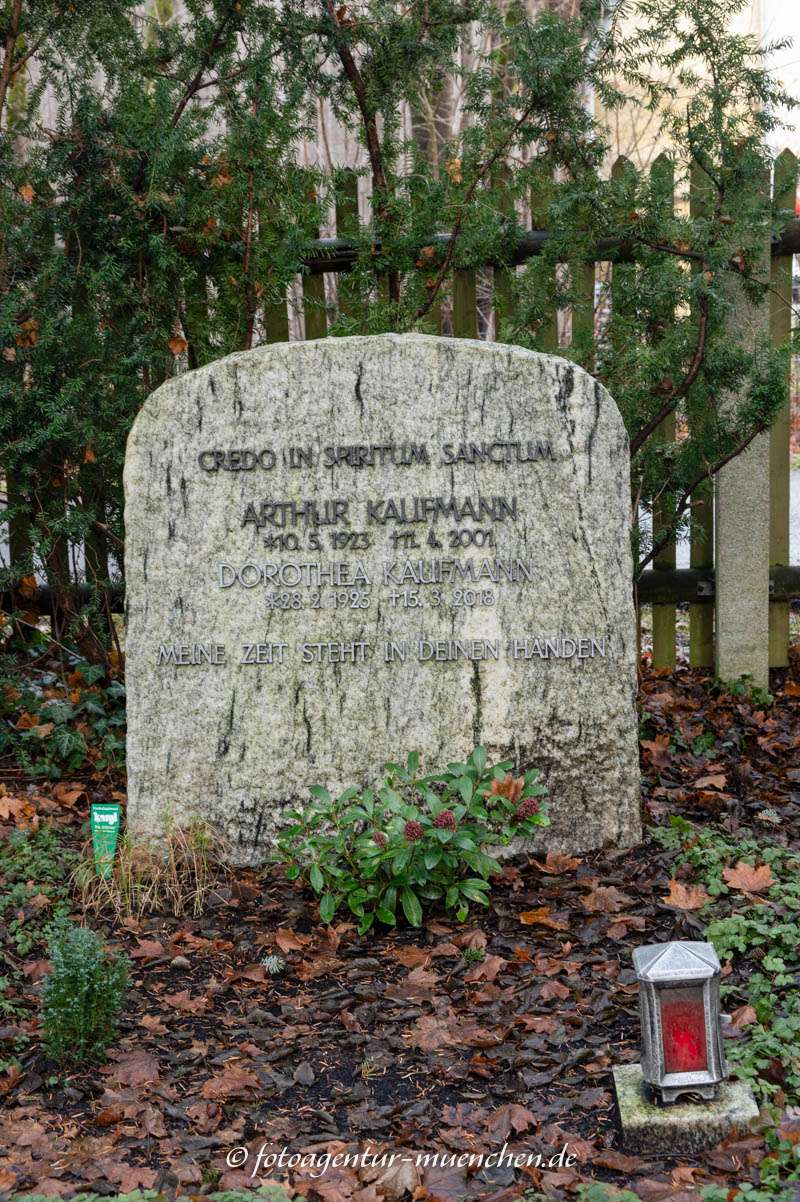 CREDO IN SPIRITUM SANCTUM
ARTHUR KAUFMANN
*10. 5. 1923 †11. 4. 2001
DOROTHEA KAUFMANN
*28. 2. 1925 †15. 3. 2018
MEINE ZEIT STEHT IN DEINEN HÄNDEN
kargl
© fotoagentur-muenchen.de